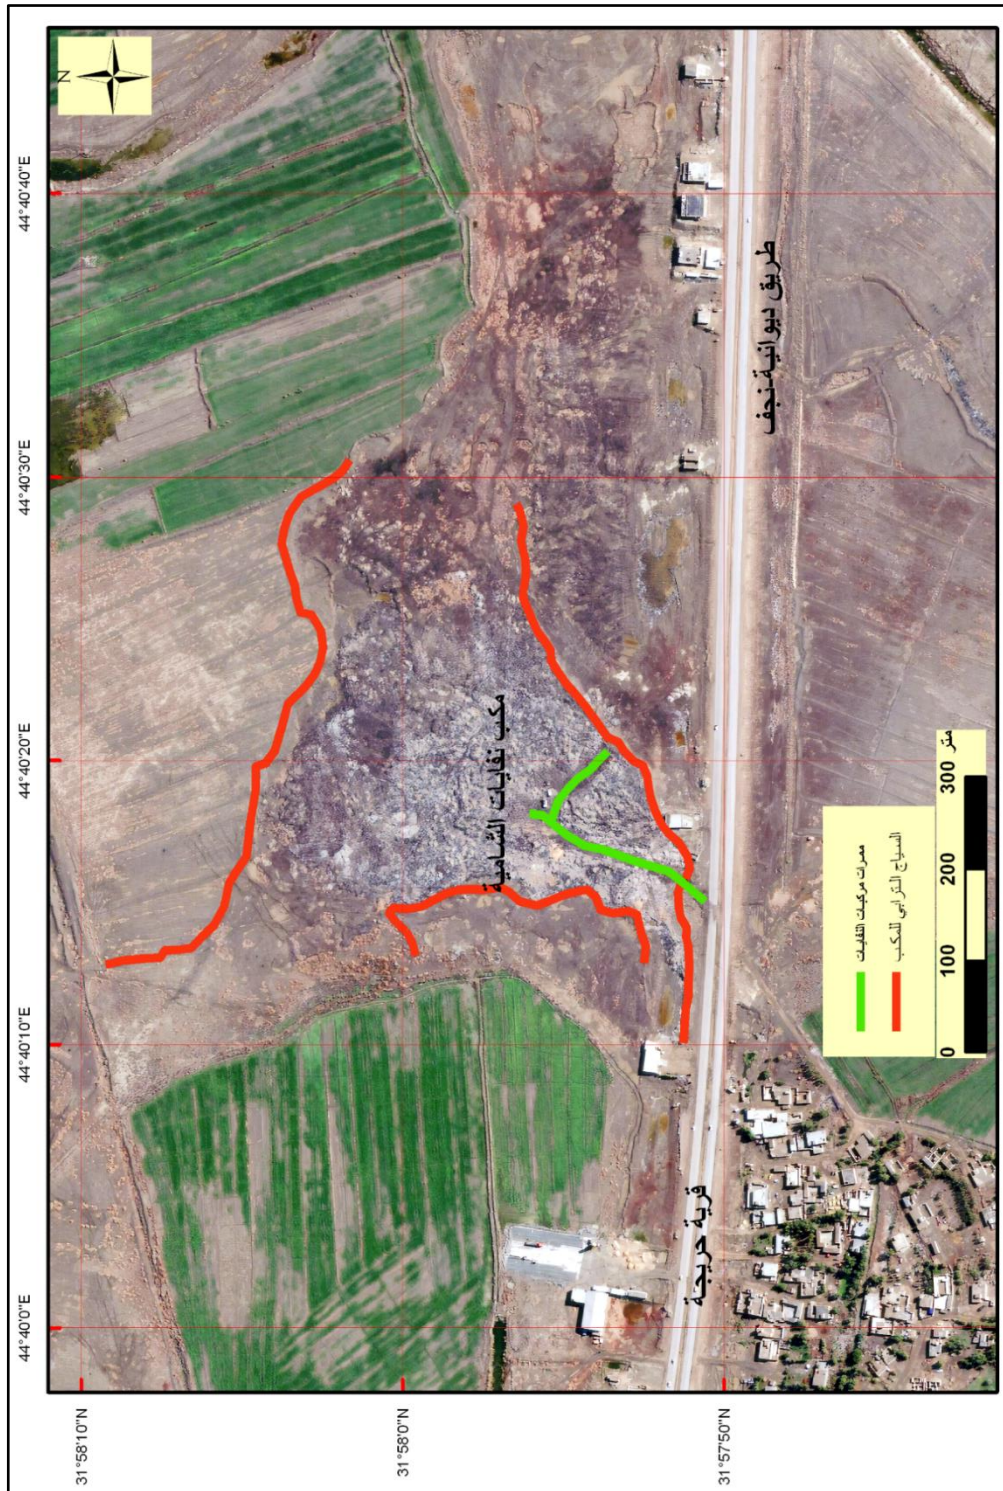 N
44°40'40"E
44°40'30"E
44°40'20"E
44°40'10"E
44°40'0"E
31°58'10"N
31°58'0"N
31°57'50"N
طريق ديوانية-نجف
مكب نفايات الشامية
قرية حريجة
ممرات مركبات النفايات
السياج الترابي للمكب
0 100 200 300 متر